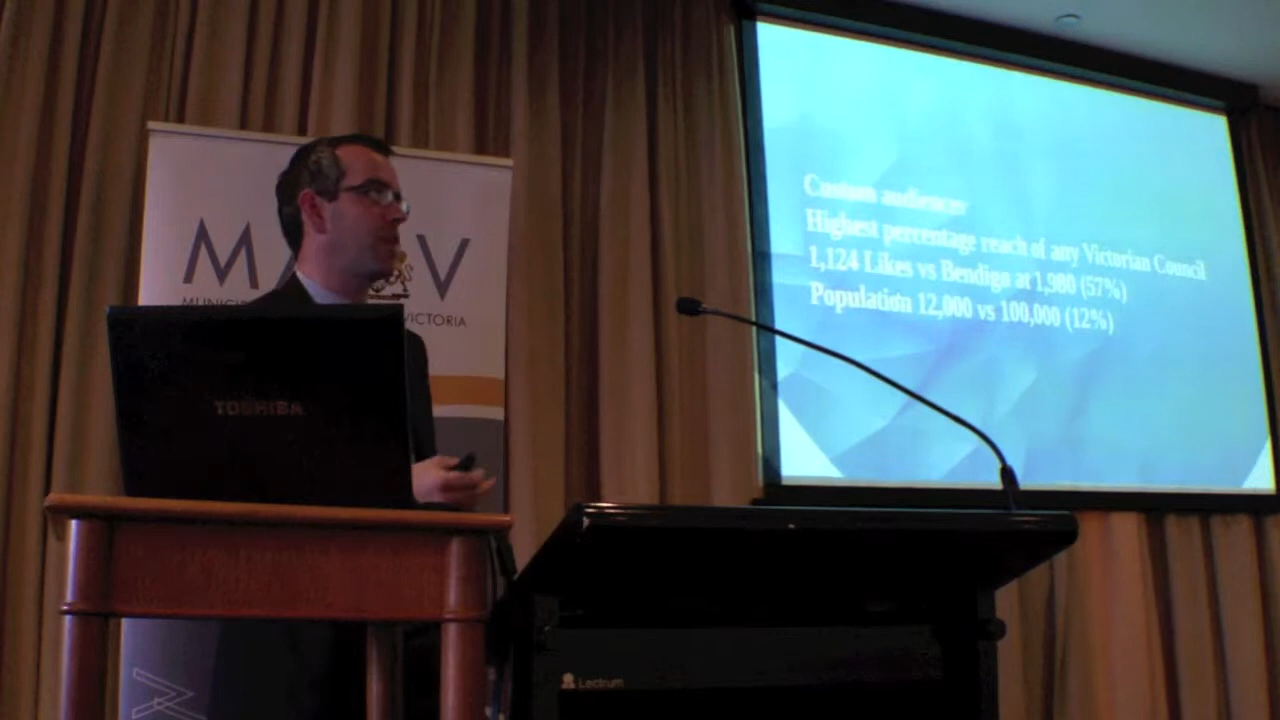 M V
MUNICI
VICTORIA
TOSHIBA
Custom audiences
Highest percentage reach of any Victorian Council
1,124 Likes vs Bendigo at 1,980 (57%)
Population 12,000 vs 100,000 (12%)
Lectrum